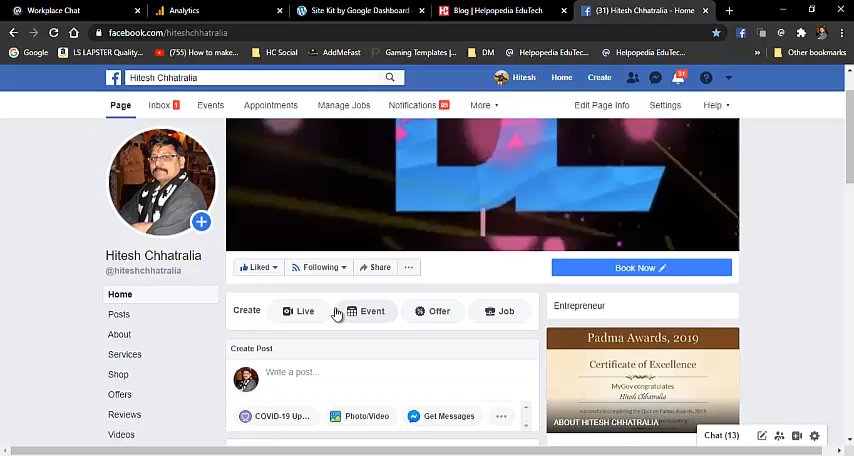 Workplace Chat
Analytics
Site Kit by Google Dashboard
Blog | Helpopedia EduTech
(31) Hitesh Chhatralia - Home
facebook.com/hiteshchhatralia
Google
LS LAPSTER Quality...
(755) How to make...
HC Social
AddMeFast
Gaming Templates |...
DM
Helpopedia EduTec...
Helpopedia EduTec...
Other bookmarks
Hitesh Chhatralia
Hitesh
Home
Create
31
Page
Inbox 1
Events
Appointments
Manage Jobs
Notifications 95
More
Edit Page Info
Settings
Help
Hitesh Chhatralia
@hiteshchhatralia
Home
Posts
About
Services
Shop
Offers
Reviews
Videos
Liked
Following
Share
Book Now
Create
Live
Event
Offer
Job
Create Post
Write a post...
COVID-19 Up...
Photo/Video
Get Messages
Entrepreneur
Padma Awards, 2019
Certificate of Excellence
MyGov congratulates
Hitesh Chhatralia
ABOUT HITESH CHHATRALIA
Chat (13)